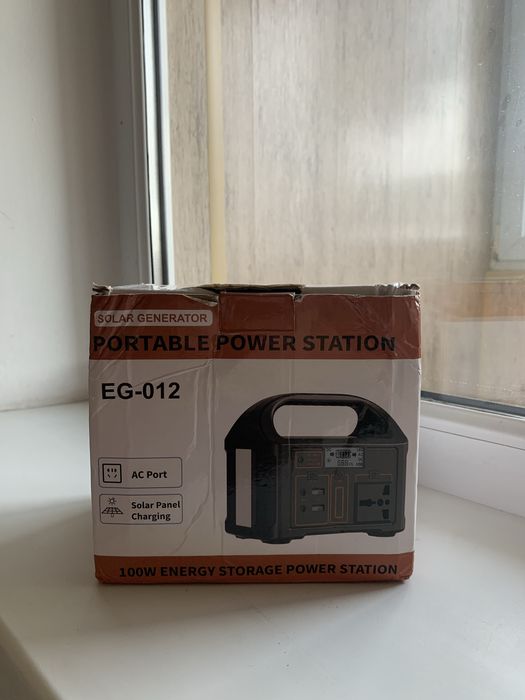 SOLAR GENERATOR
PORTABLE POWER STATION
EG-012
AC Port
Solar Panel
Charging
100W ENERGY STORAGE POWER STATION